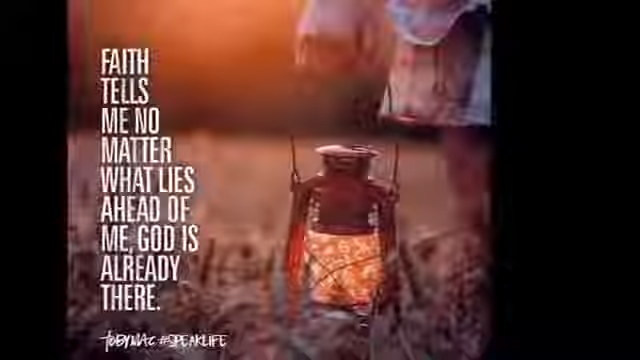 FAITH
TELLS
ME NO
MATTER
WHAT LIES
AHEAD OF
ME, GOD IS
ALREADY
THERE.
TOBYMAC #SPEAKLIFE